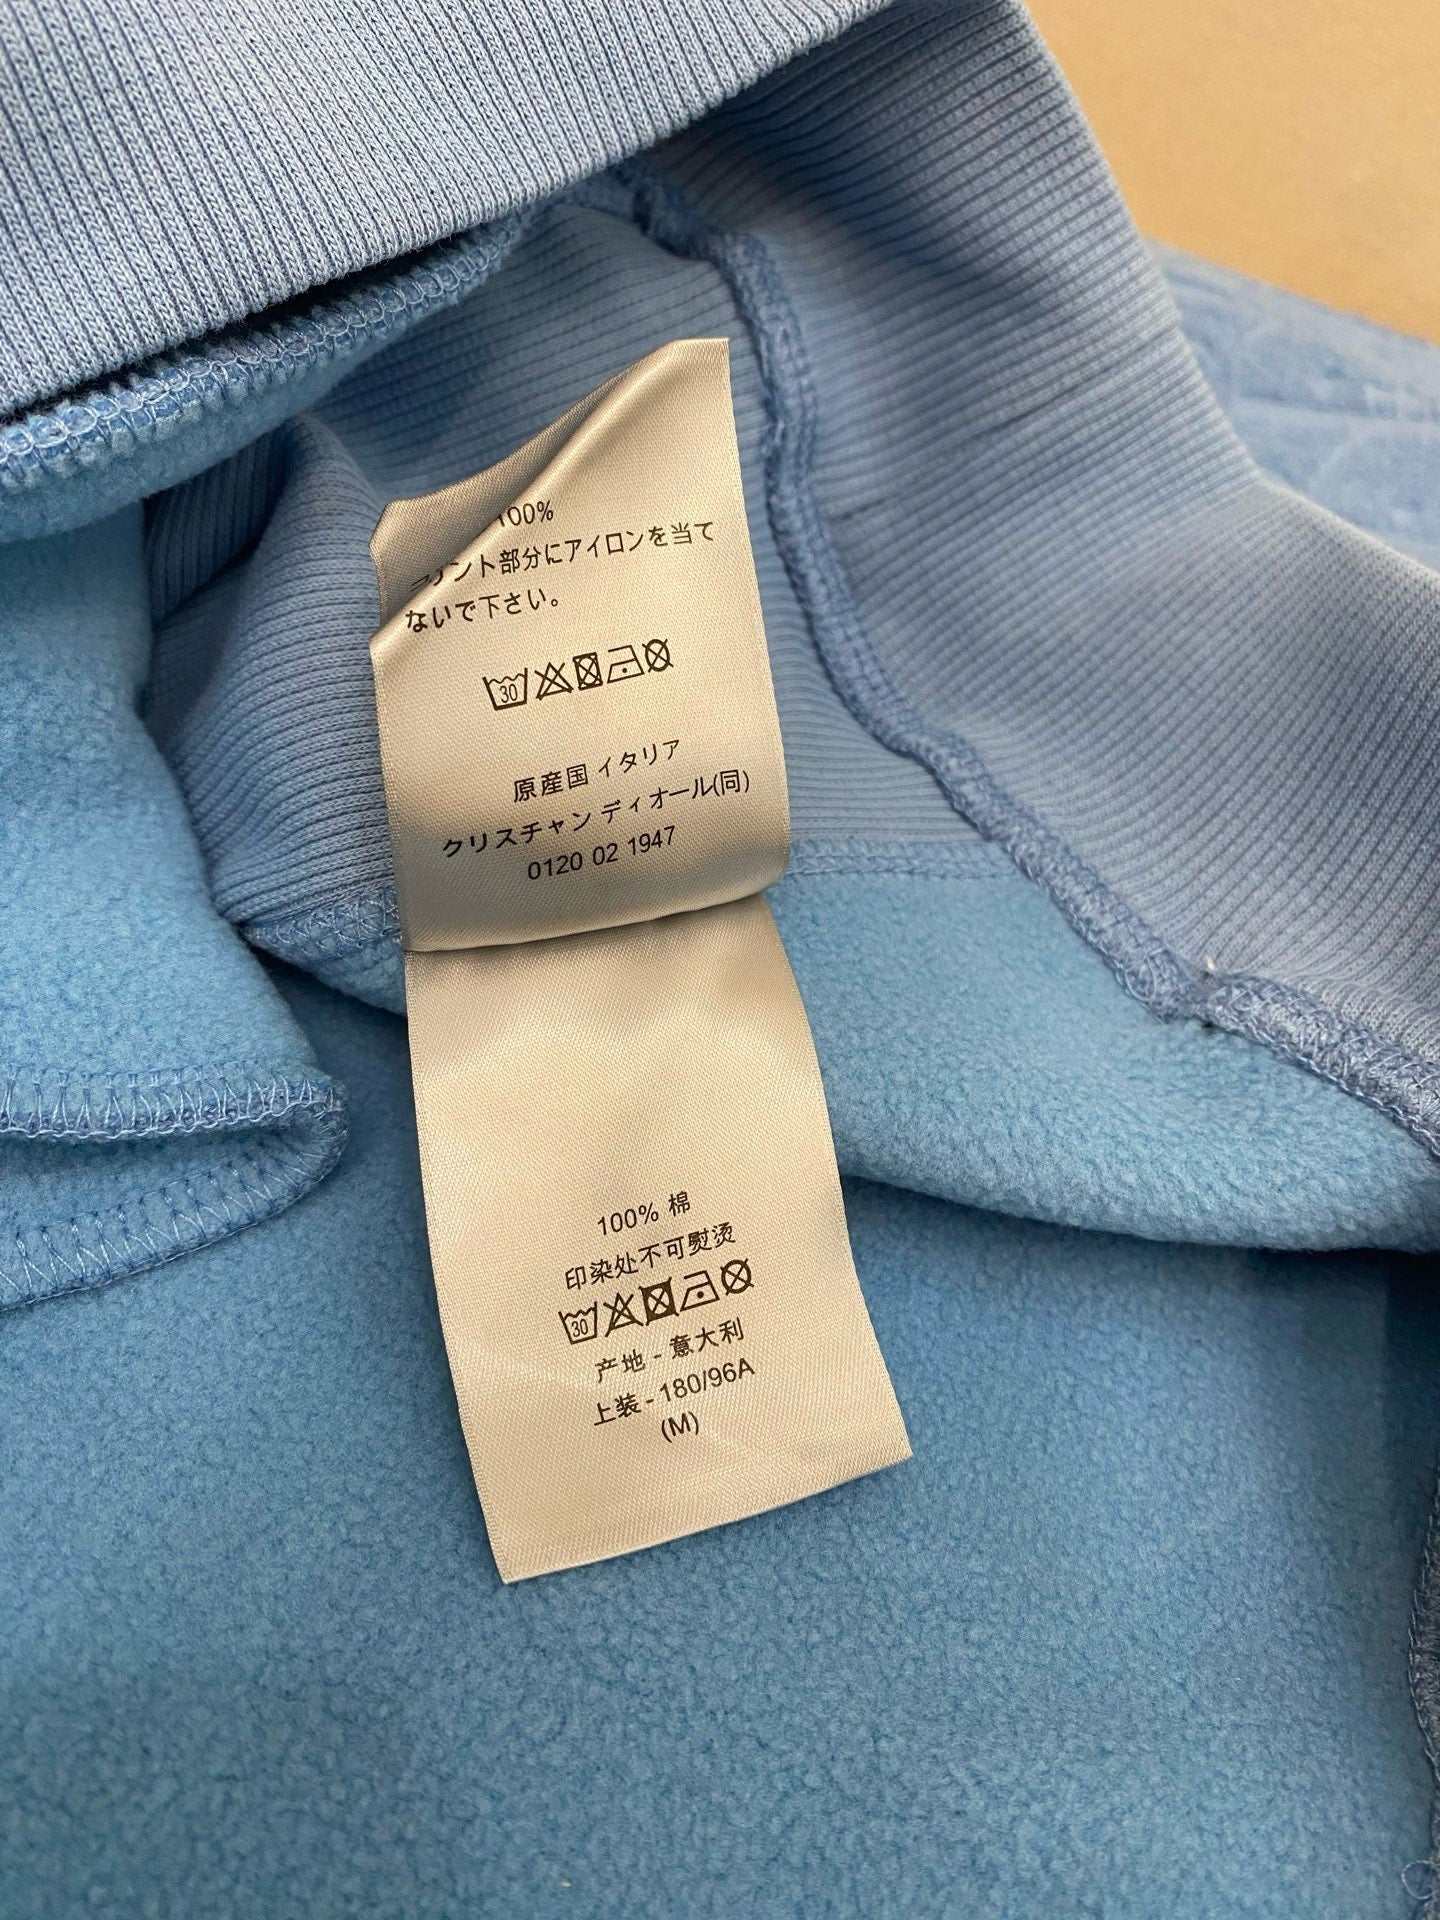 100%
プリント部分にアイロンを当て
ないで下さい。
30
原産国 イタリア
クリスチャン ディオール(同)
0120 02 1947
100% 棉
印染处不可熨烫
30
产地 - 意大利
上装 - 180/96A
(M)